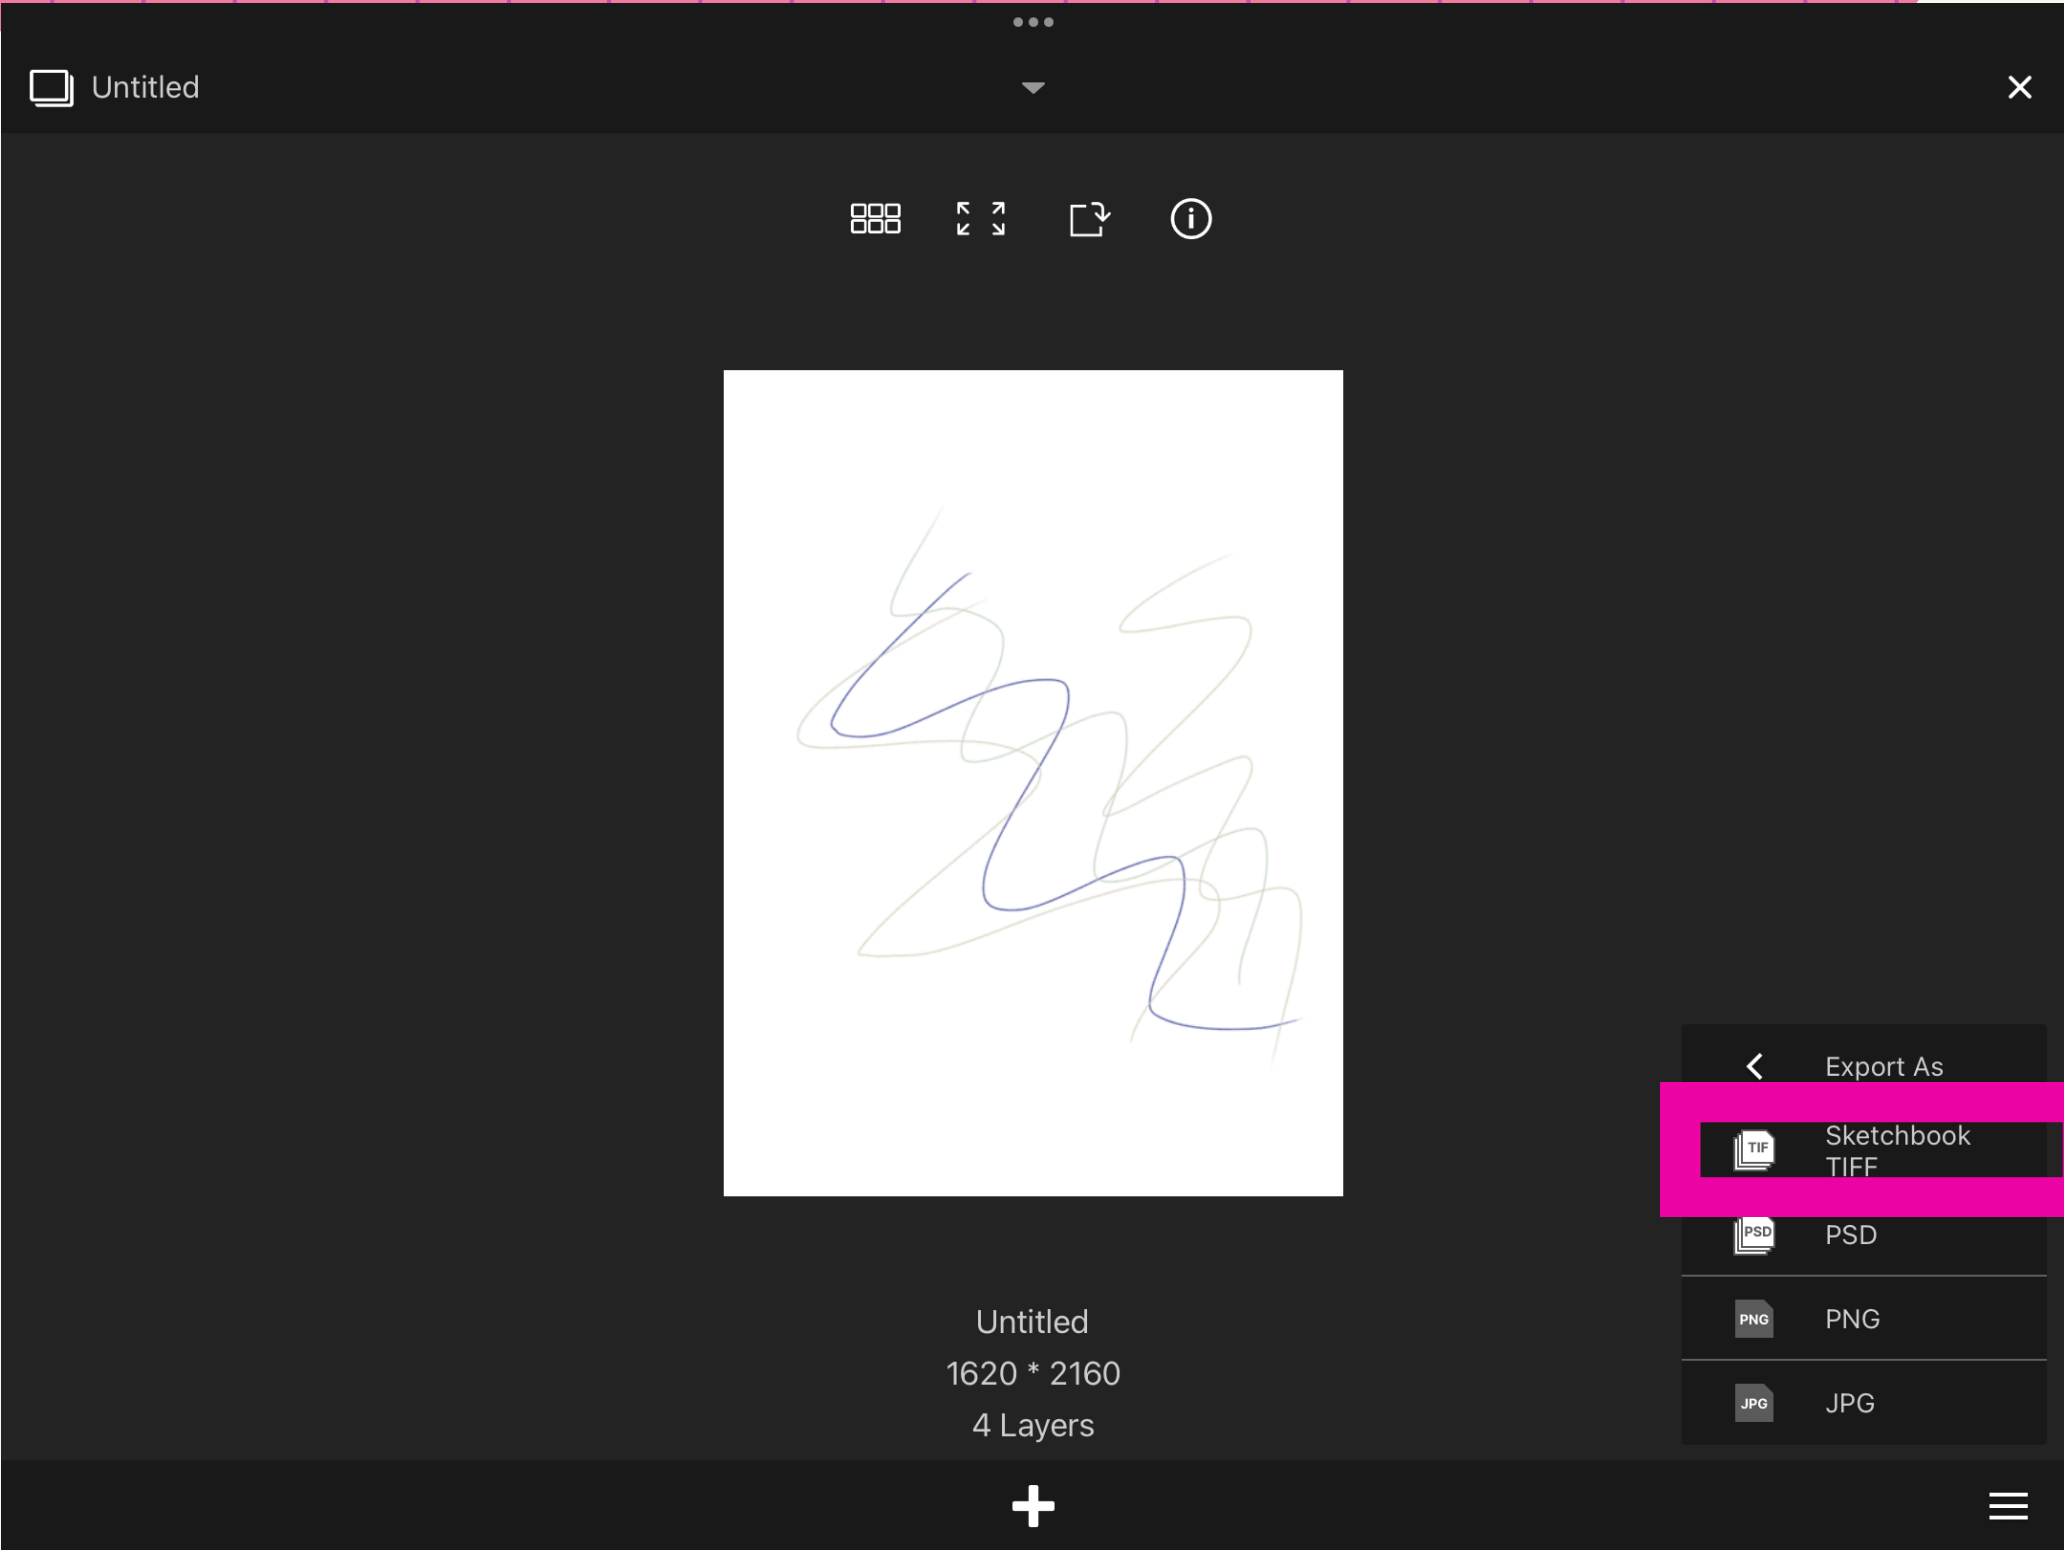 Untitled
Untitled
1620 * 2160
4 Layers
Export As
TIF
Sketchbook
TIFF
PSD
PSD
PNG
PNG
JPG
JPG